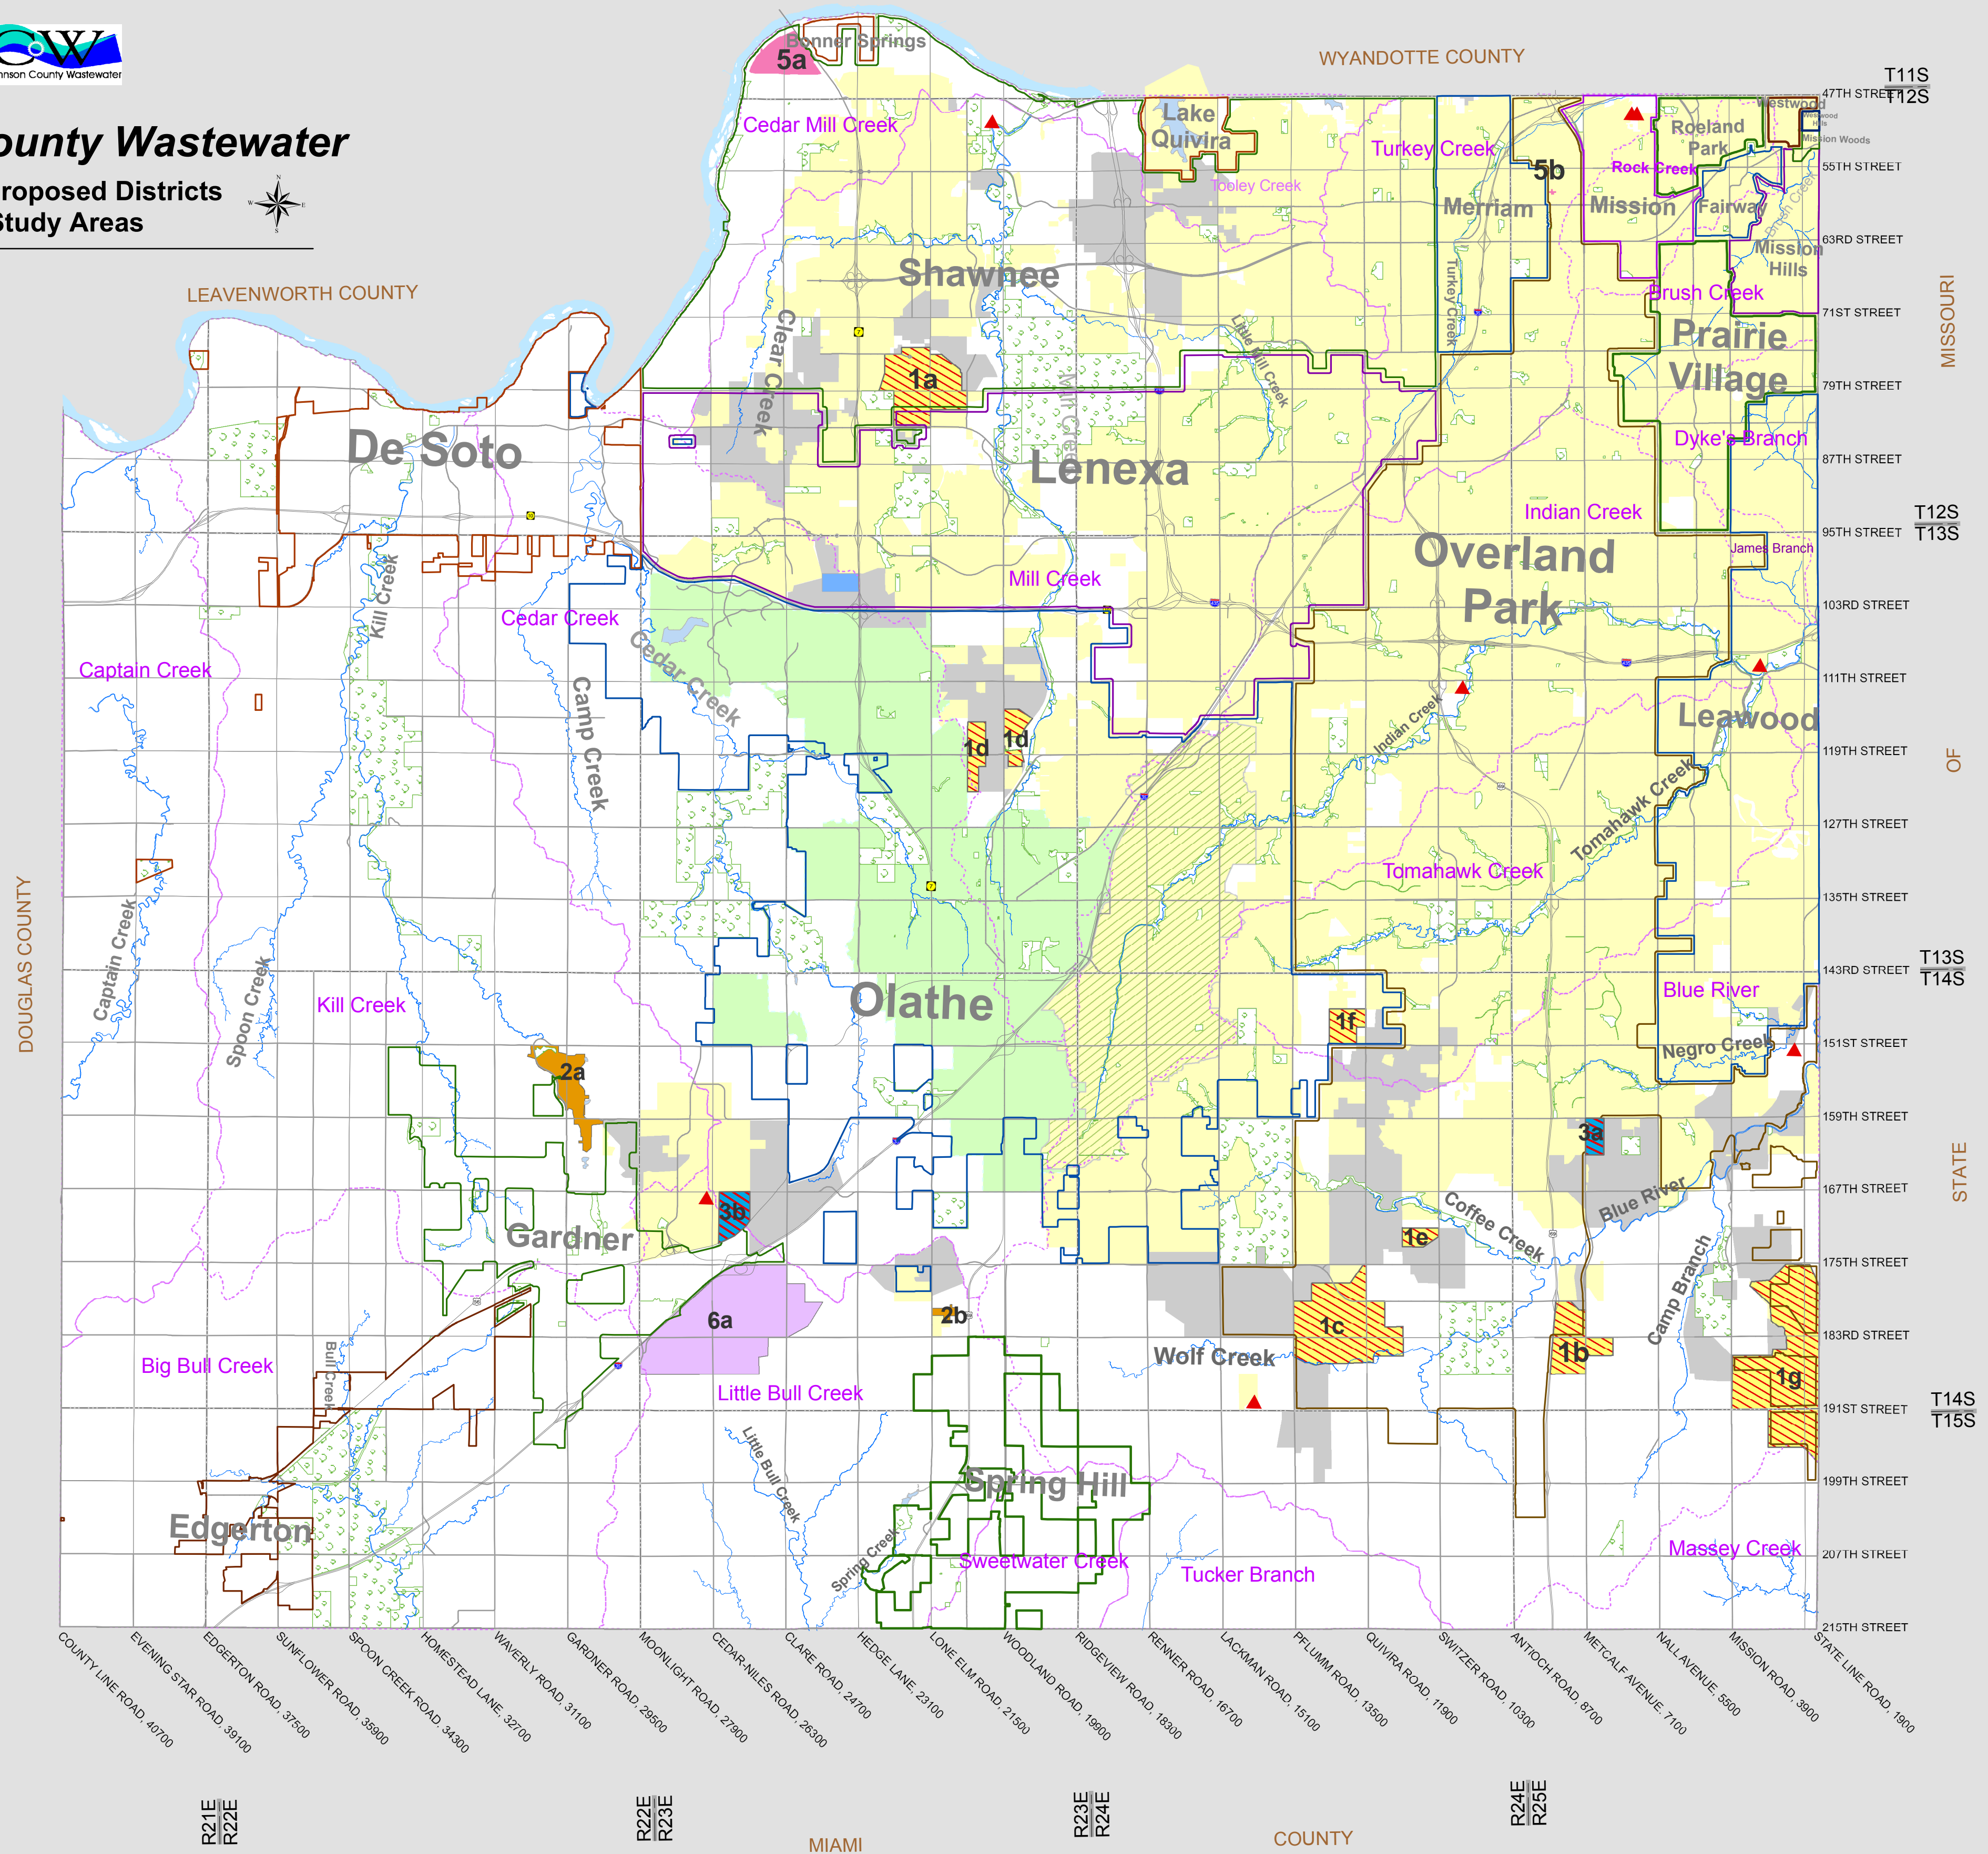 Johnson County Wastewater
County Wastewater
Proposed Districts
Study Areas
N
W E
S
WYANDOTTE COUNTY
LEAVENWORTH COUNTY
DOUGLAS COUNTY
MISSOURI
OF
STATE
MIAMI
COUNTY
T11S
T12S
T12S
T13S
T13S
T14S
T14S
T15S
47TH STREET
55TH STREET
63RD STREET
71ST STREET
79TH STREET
87TH STREET
95TH STREET
103RD STREET
111TH STREET
119TH STREET
127TH STREET
135TH STREET
143RD STREET
151ST STREET
159TH STREET
167TH STREET
175TH STREET
183RD STREET
191ST STREET
199TH STREET
207TH STREET
215TH STREET
Bonner Springs
5a
Cedar Mill Creek
Lake
Quivira
Turkey Creek
Tooley Creek
Merriam
5b
Mission
Rock Creek
Roeland
Park
Westwood
Westwood
Hills
Mission Woods
Fairway
Brush Creek
Mission
Hills
Brush Creek
Shawnee
Turkey Creek
Clear Creek
7
1a
Mill Creek
Little Mill Creek
Prairie
Village
Dyke's Branch
De Soto
Lenexa
Indian Creek
James Branch
Overland
Park
10
Kill Creek
Cedar Creek
Mill Creek
Captain Creek
Cedar Creek
Camp Creek
1d
1d
Indian Creek
Leawood
Tomahawk Creek
Tomahawk Creek
7
Captain Creek
Spoon Creek
Kill Creek
Olathe
Blue River
Negro Creek
1f
2a
3a
3b
Gardner
Blue River
Coffee Creek
1e
Camp Branch
6a
2b
1c
1b
1g
Wolf Creek
Big Bull Creek
Bull Creek
Little Bull Creek
Little Bull Creek
Spring Hill
Edgerton
Spring Creek
Sweetwater Creek
Tucker Branch
Massey Creek
COUNTY LINE ROAD, 40700
EVENING STAR ROAD, 39100
EDGERTON ROAD, 37500
SUNFLOWER ROAD, 35900
SPOON CREEK ROAD, 34300
HOMESTEAD LANE, 32700
WAVERLY ROAD, 31100
GARDNER ROAD, 29500
MOONLIGHT ROAD, 27900
CEDAR-NILES ROAD, 26300
CLARE ROAD, 24700
HEDGE LANE, 23100
LONE ELM ROAD, 21500
WOODLAND ROAD, 19900
RIDGEVIEW ROAD, 18300
RENNER ROAD, 16700
LACKMAN ROAD, 15100
PFLUMM ROAD, 13500
QUIVIRA ROAD, 11900
SWITZER ROAD, 10300
ANTIOCH ROAD, 8700
METCALF AVENUE, 7100
NALL AVENUE, 5500
MISSION ROAD, 3900
STATE LINE ROAD, 1900
R21E
R22E
R22E
R23E
R23E
R24E
R24E
R25E